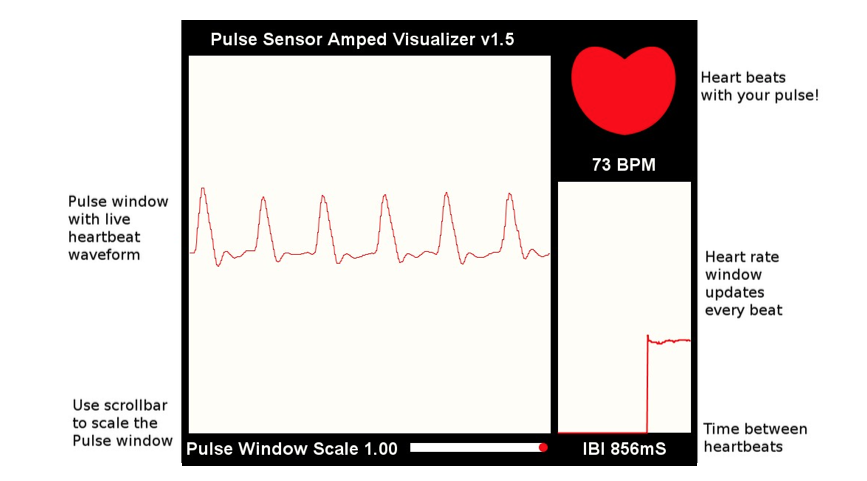 Pulse Sensor Amped Visualizer v1.5
Heart beats
with your pulse!
73 BPM
Pulse window
with live
heartbeat
waveform
Heart rate
window
updates
every beat
Use scrollbar
to scale the
Pulse window
Time between
heartbeats
Pulse Window Scale 1.00
IBI 856mS